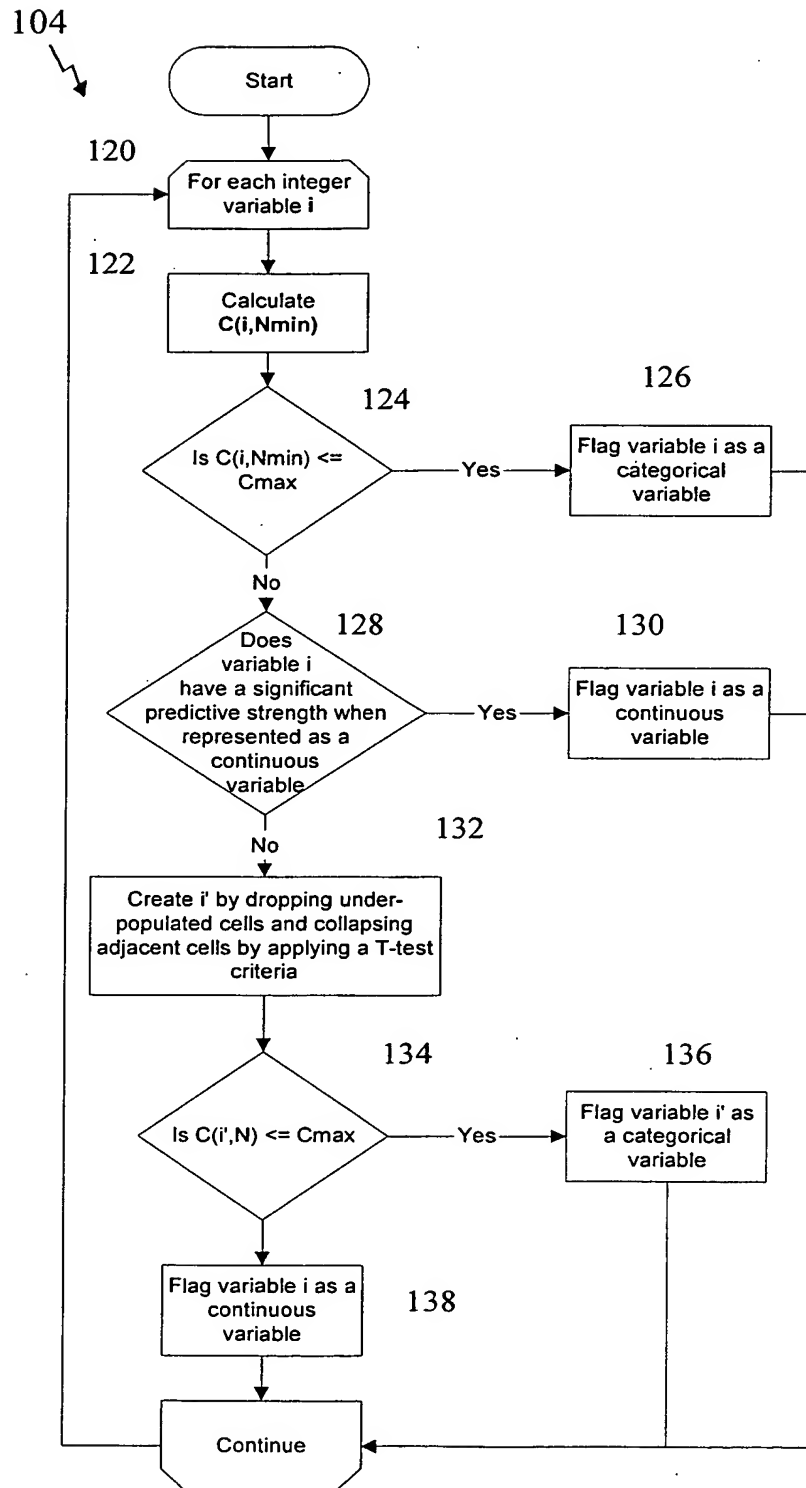 104
Start
120
For each integer
variable i
122
Calculate
C(i,Nmin)
124
Is C(i,Nmin) <=
Cmax
Yes
126
Flag variable i as a
categorical
variable
No
128
Does
variable i
have a significant
predictive strength when
represented as a
continuous
variable
Yes
130
Flag variable i as a
continuous
variable
No
132
Create i' by dropping under-
populated cells and collapsing
adjacent cells by applying a T-test
criteria
134
Is C(i',N) <= Cmax
Yes
136
Flag variable i' as
a categorical
variable
No
Flag variable i as a
continuous
variable
138
Continue